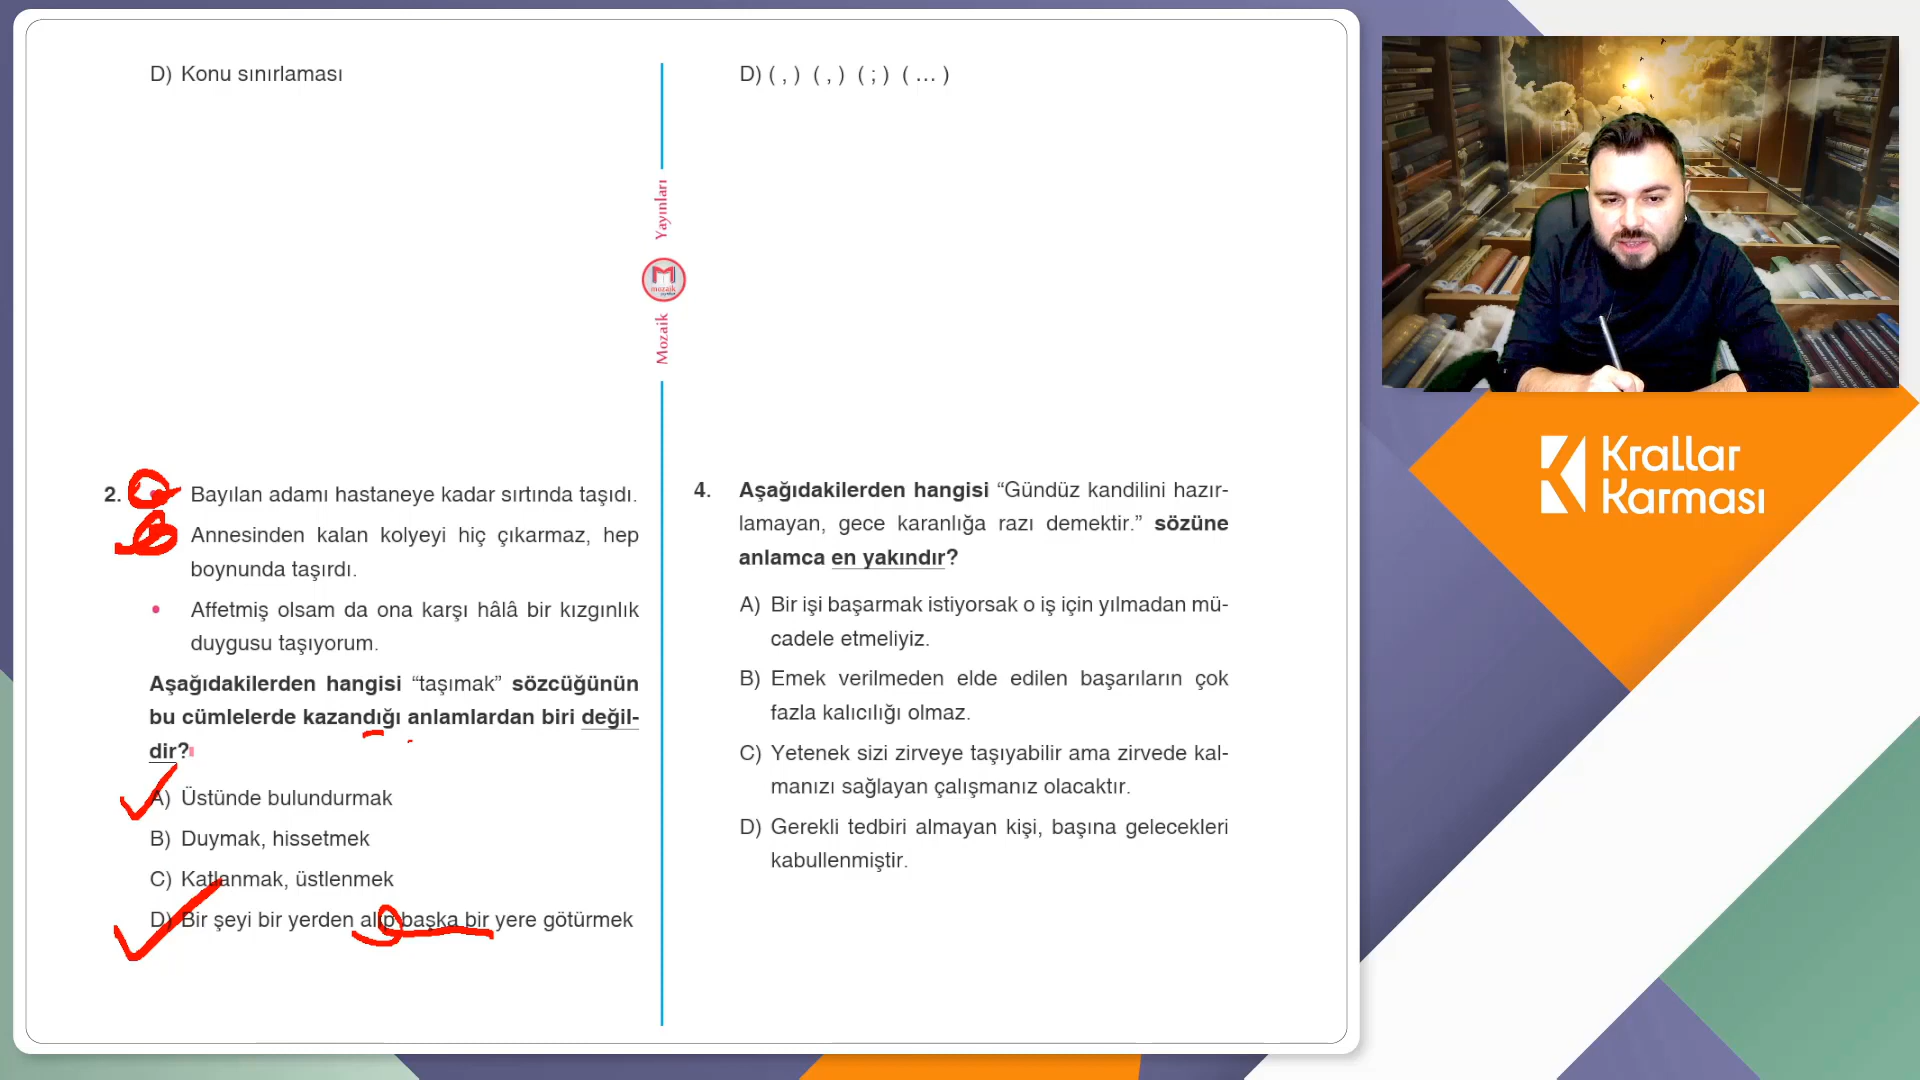 D) Konu sınırlaması
2.
Bayılan adamı hastaneye kadar sırtında taşıdı.
Annesinden kalan kolyeyi hiç çıkarmaz, hep
boynunda taşırdı.
• Affetmiş olsam da ona karşı hâlâ bir kızgınlık
duygusu taşıyorum.
Aşağıdakilerden hangisi “taşımak” sözcüğünün
bu cümlelerde kazandığı anlamlardan biri değil-
dir?
A) Üstünde bulundurmak
B) Duymak, hissetmek
C) Katlanmak, üstlenmek
D) Bir şeyi bir yerden alıp başka bir yere götürmek
Mozaik Yayınları
mozaik
D) ( , ) ( , ) ( ; ) ( ... )
4. Aşağıdakilerden hangisi “Gündüz kandilini hazır-
lamayan, gece karanlığa razı demektir.” sözüne
anlamca en yakındır?
A) Bir işi başarmak istiyorsak o iş için yılmadan mü-
cadele etmeliyiz.
B) Emek verilmeden elde edilen başarıların çok
fazla kalıcılığı olmaz.
C) Yetenek sizi zirveye taşıyabilir ama zirvede kal-
manızı sağlayan çalışmanız olacaktır.
D) Gerekli tedbiri almayan kişi, başına gelecekleri
kabullenmiştir.
Krallar
Karması